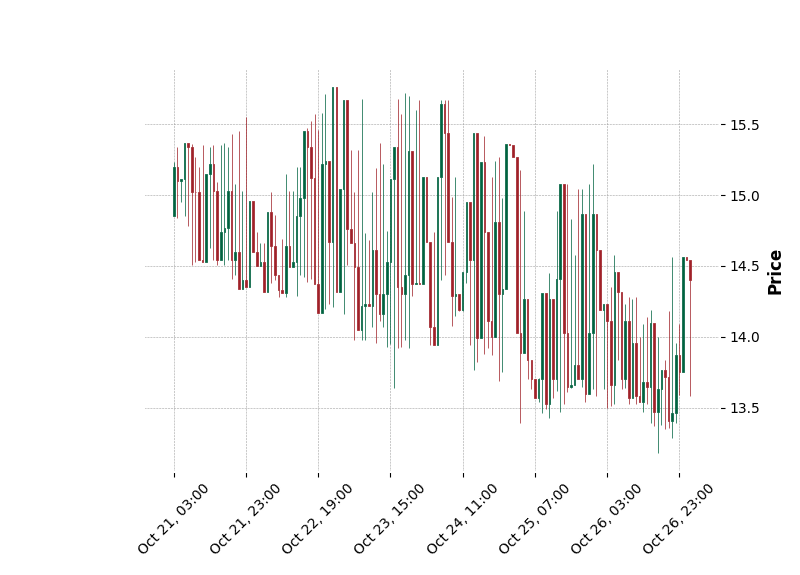 15.5
15.0
14.5
14.0
13.5
Price
Oct 21, 03:00
Oct 21, 23:00
Oct 22, 19:00
Oct 23, 15:00
Oct 24, 11:00
Oct 25, 07:00
Oct 26, 03:00
Oct 26, 23:00